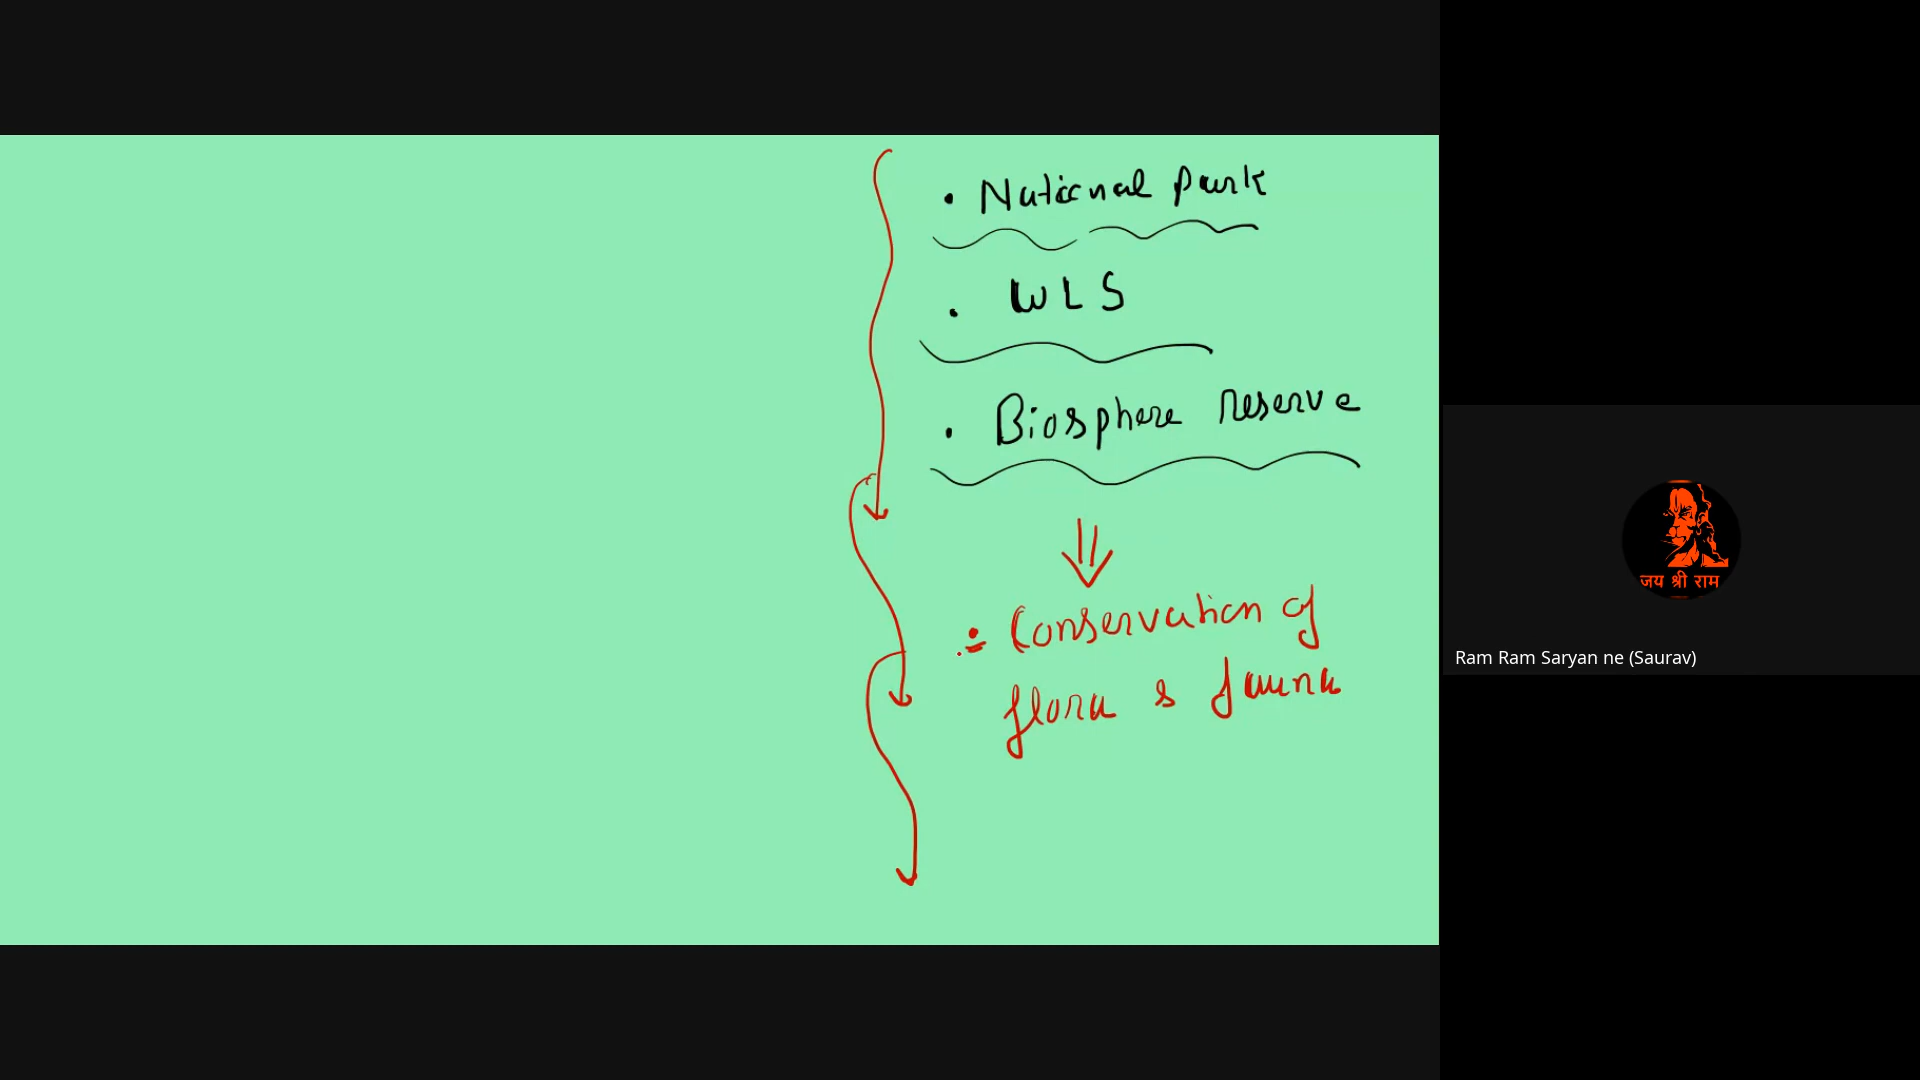 • National park
• WLS
• Biosphere reserve
Conservation of
flora & fauna
जय श्री राम
Ram Ram Saryan ne (Saurav)